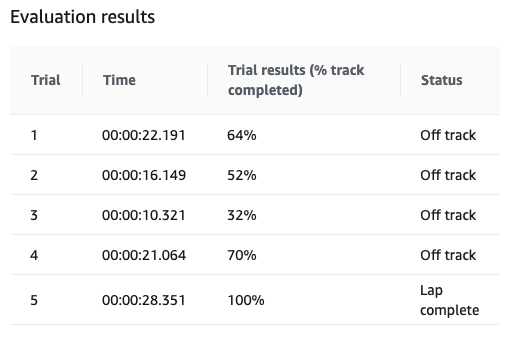 Evaluation results
Trial Time Trial results (% track completed) Status
1 00:00:22.191 64% Off track
2 00:00:16.149 52% Off track
3 00:00:10.321 32% Off track
4 00:00:21.064 70% Off track
5 00:00:28.351 100% Lap complete